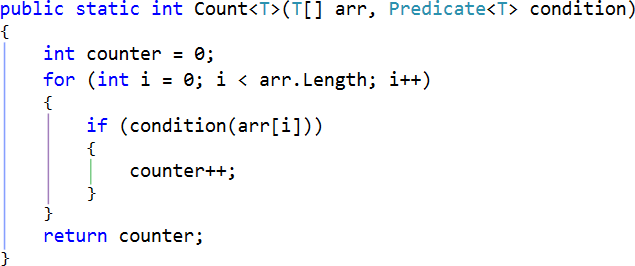 public static int Count<T>(T[] arr, Predicate<T> condition)
{
    int counter = 0;
    for (int i = 0; i < arr.Length; i++)
    {
        if (condition(arr[i]))
        {
            counter++;
        }
    }
    return counter;
}